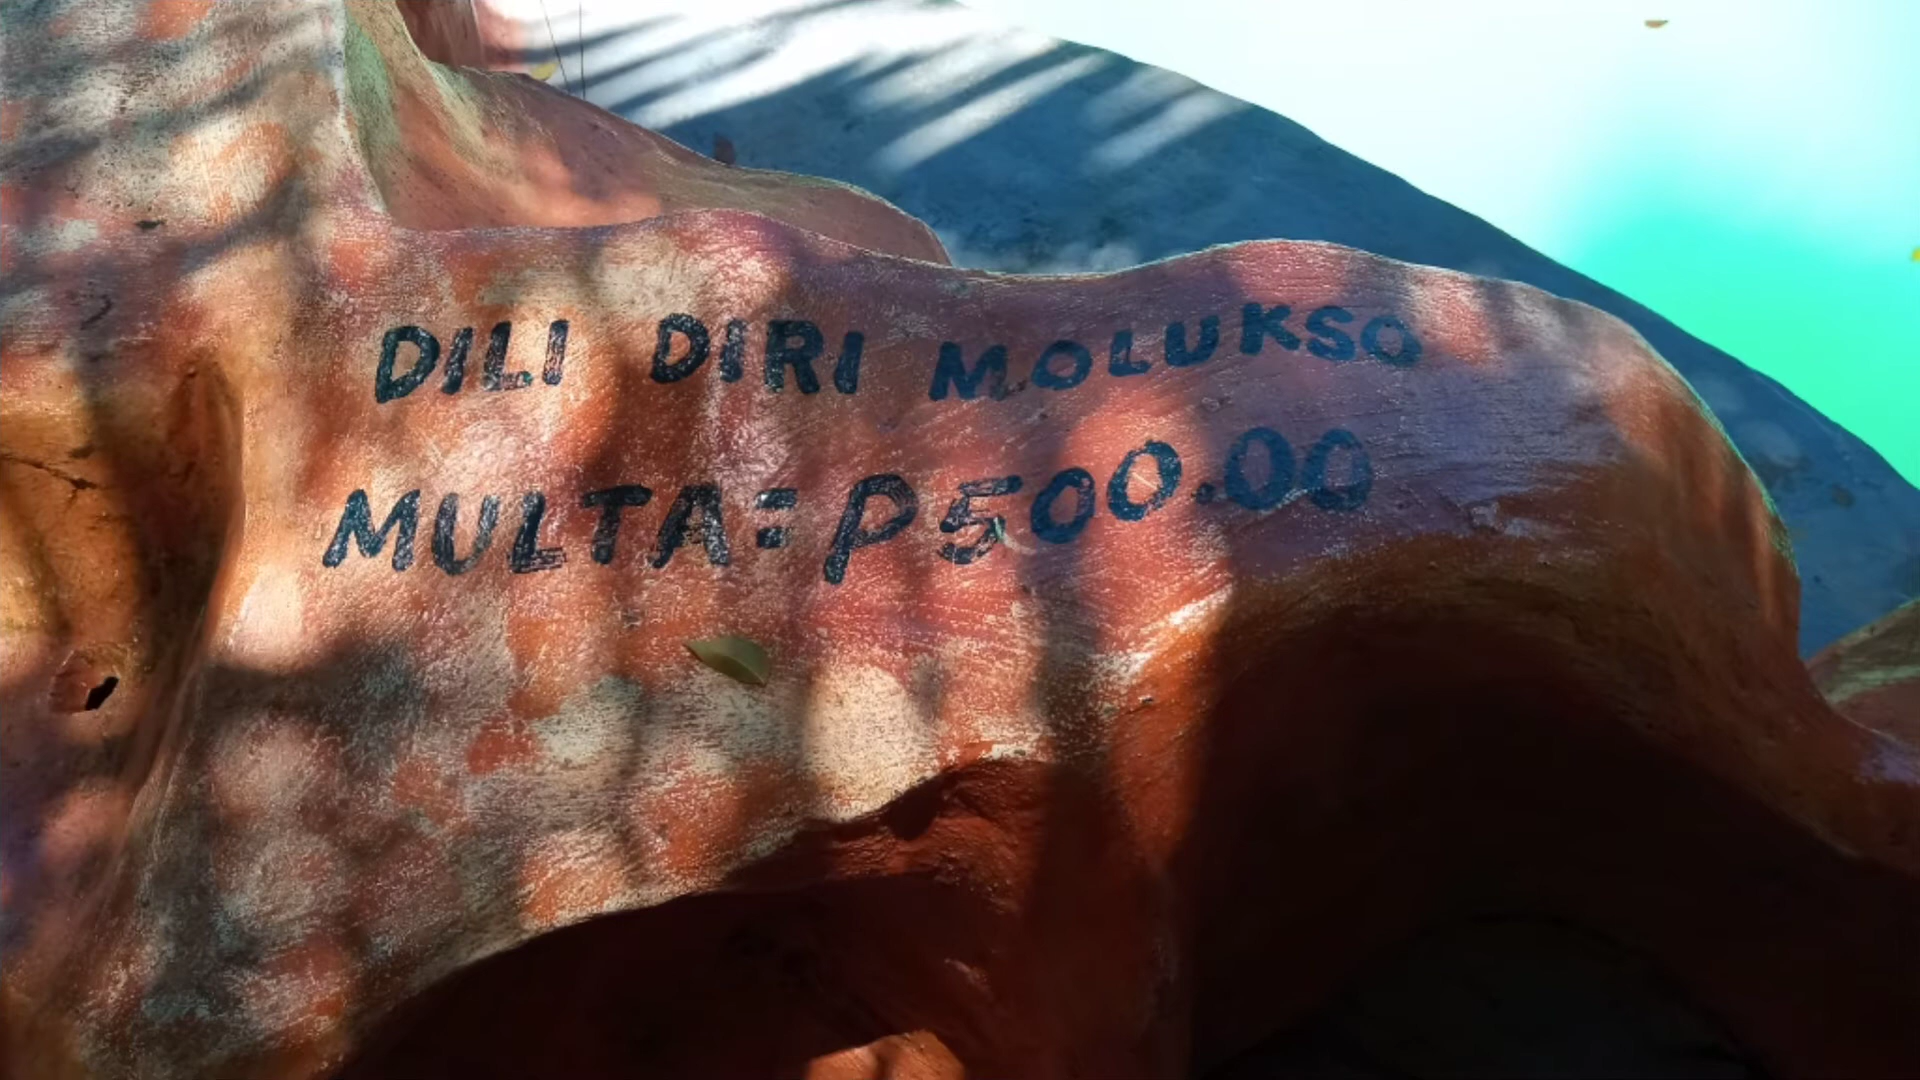 DILI DIRI MOLUKSO
MULTA = P500.00